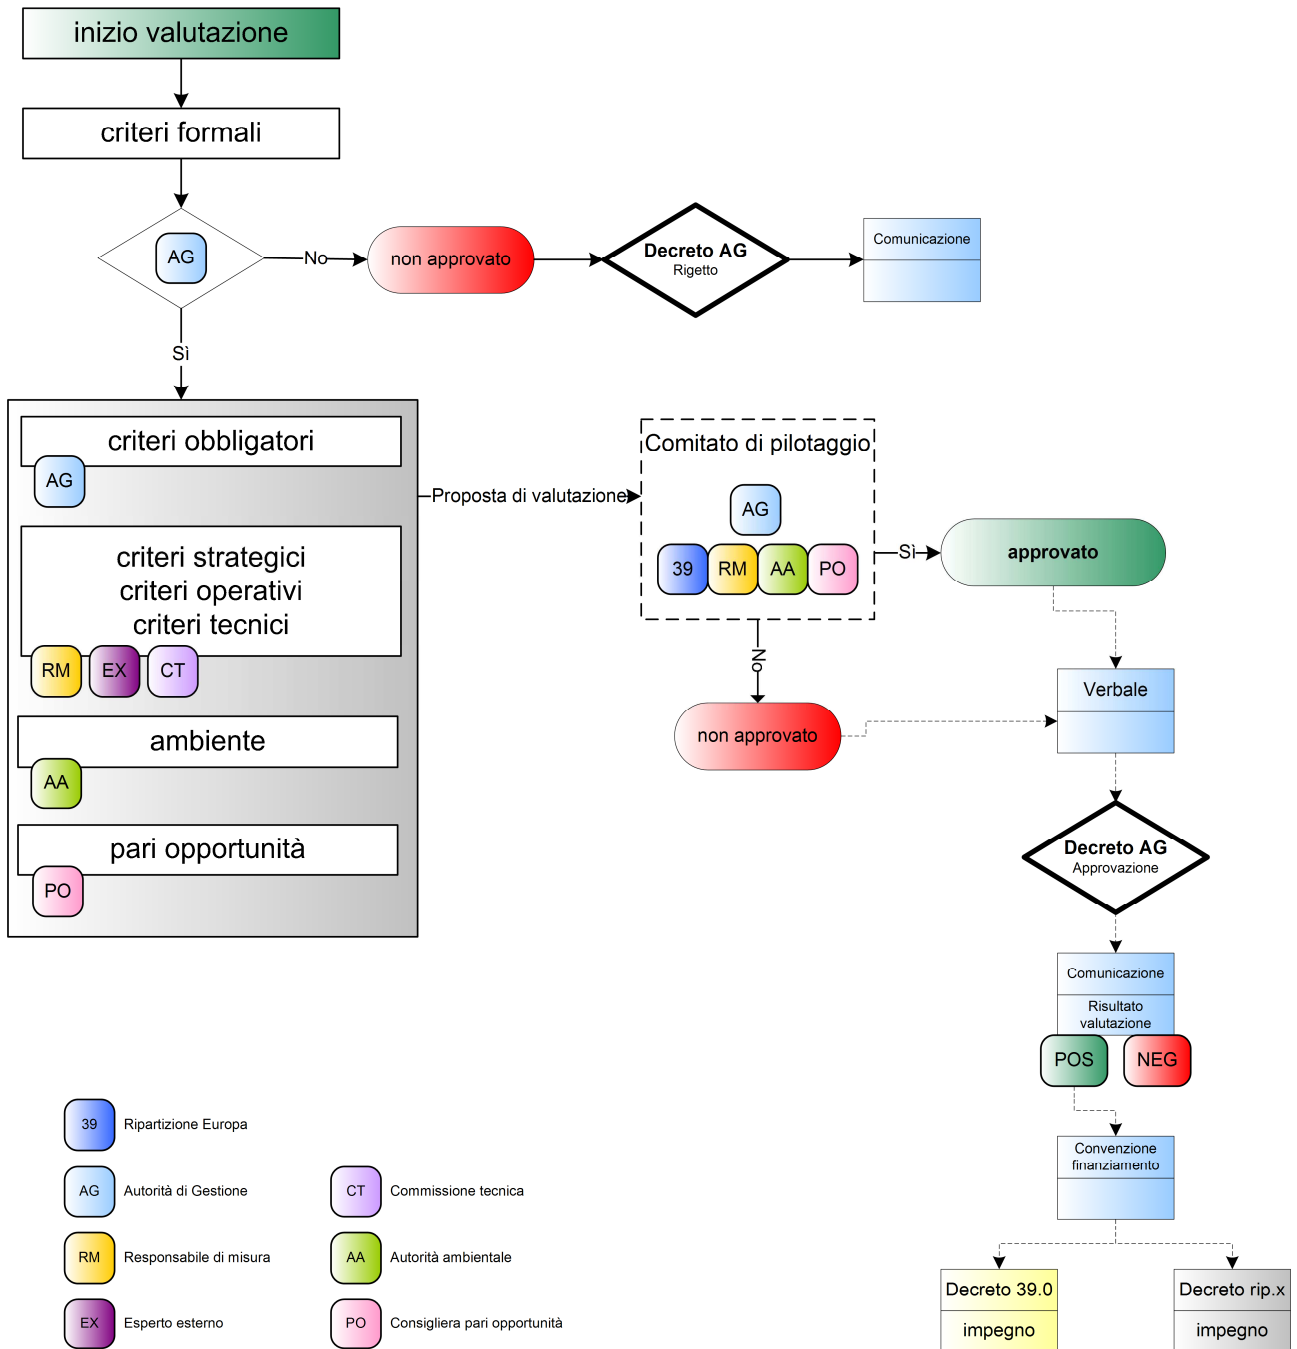 inizio valutazione
criteri formali
AG
No
non approvato
Decreto AG
Rigetto
Comunicazione
Sì
criteri obbligatori
AG
criteri strategici
criteri operativi
criteri tecnici
RM EX CT
ambiente
AA
pari opportunità
PO
Proposta di valutazione
Comitato di pilotaggio
AG
39 RM AA PO
Sì
approvato
No
non approvato
Verbale
Decreto AG
Approvazione
Comunicazione
Risultato
valutazione
POS NEG
Convenzione
finanziamento
Decreto 39.0
impegno
Decreto rip.x
impegno
39 Ripartizione Europa
AG Autorità di Gestione
RM Responsabile di misura
EX Esperto esterno
CT Commissione tecnica
AA Autorità ambientale
PO Consigliera pari opportunità